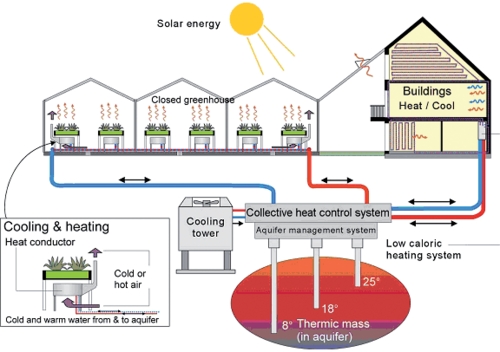 Solar energy
Closed greenhouse
Buildings
Heat / Cool
Cooling & heating
Heat conductor
Cold or
hot air
Cold and warm water from & to aquifer
Cooling
tower
Collective heat control system
Aquifer management system
Low caloric
heating system
25°
18°
8°
Thermic mass
(in aquifer)